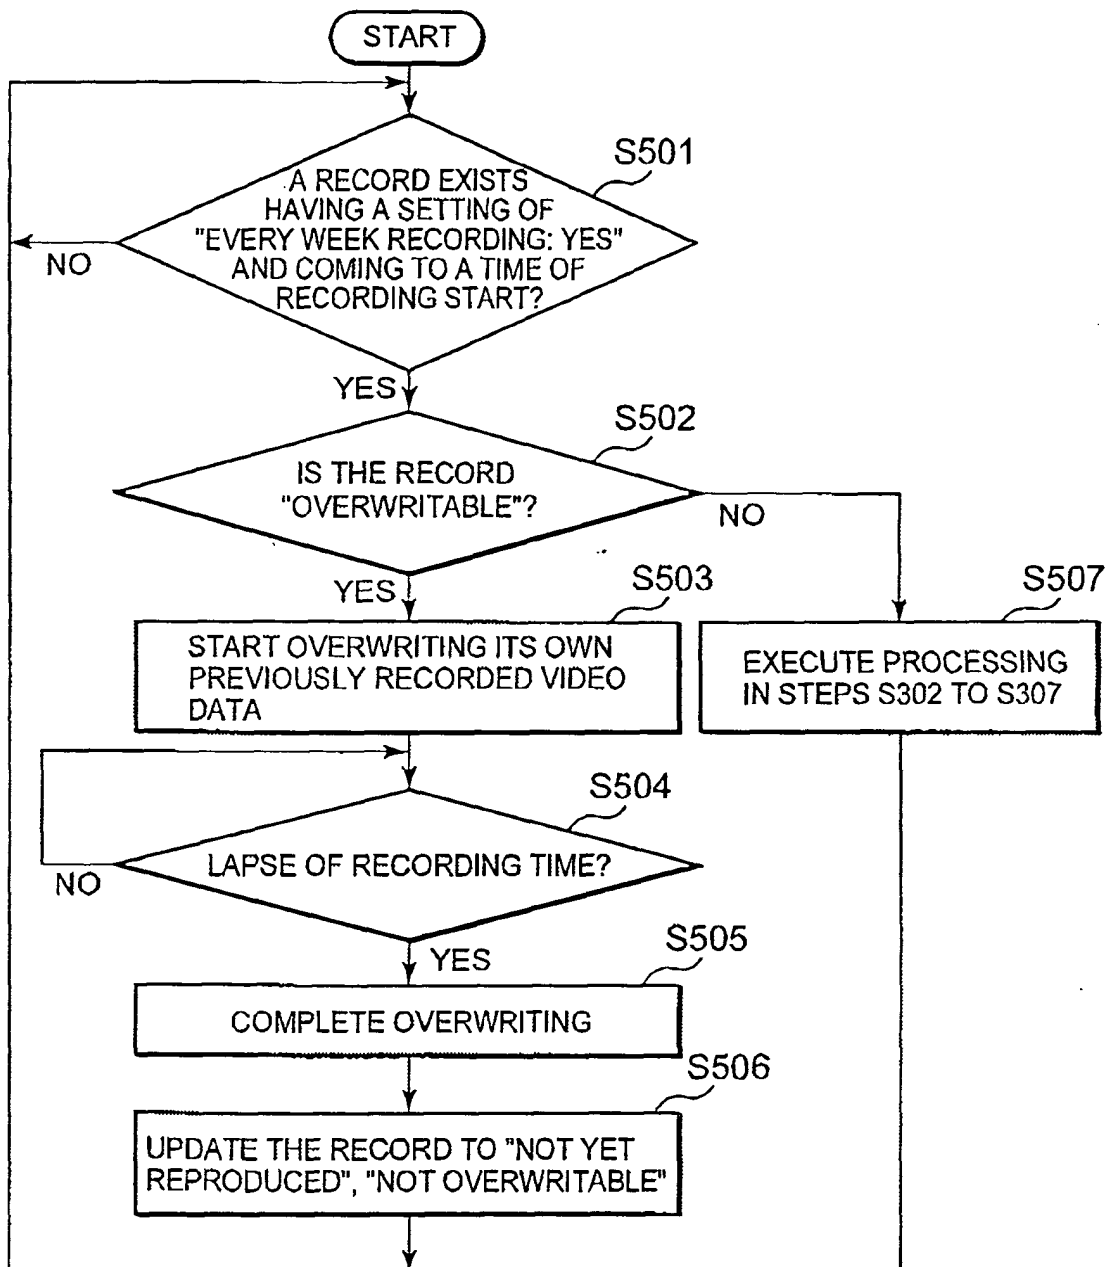 START
S501
A RECORD EXISTS
HAVING A SETTING OF
"EVERY WEEK RECORDING: YES"
AND COMING TO A TIME OF
RECORDING START?
NO
YES
S502
IS THE RECORD
"OVERWRITABLE"?
NO
YES
S503
START OVERWRITING ITS OWN
PREVIOUSLY RECORDED VIDEO
DATA
S507
EXECUTE PROCESSING
IN STEPS S302 TO S307
S504
LAPSE OF RECORDING TIME?
NO
YES
S505
COMPLETE OVERWRITING
S506
UPDATE THE RECORD TO "NOT YET
REPRODUCED", "NOT OVERWRITABLE"